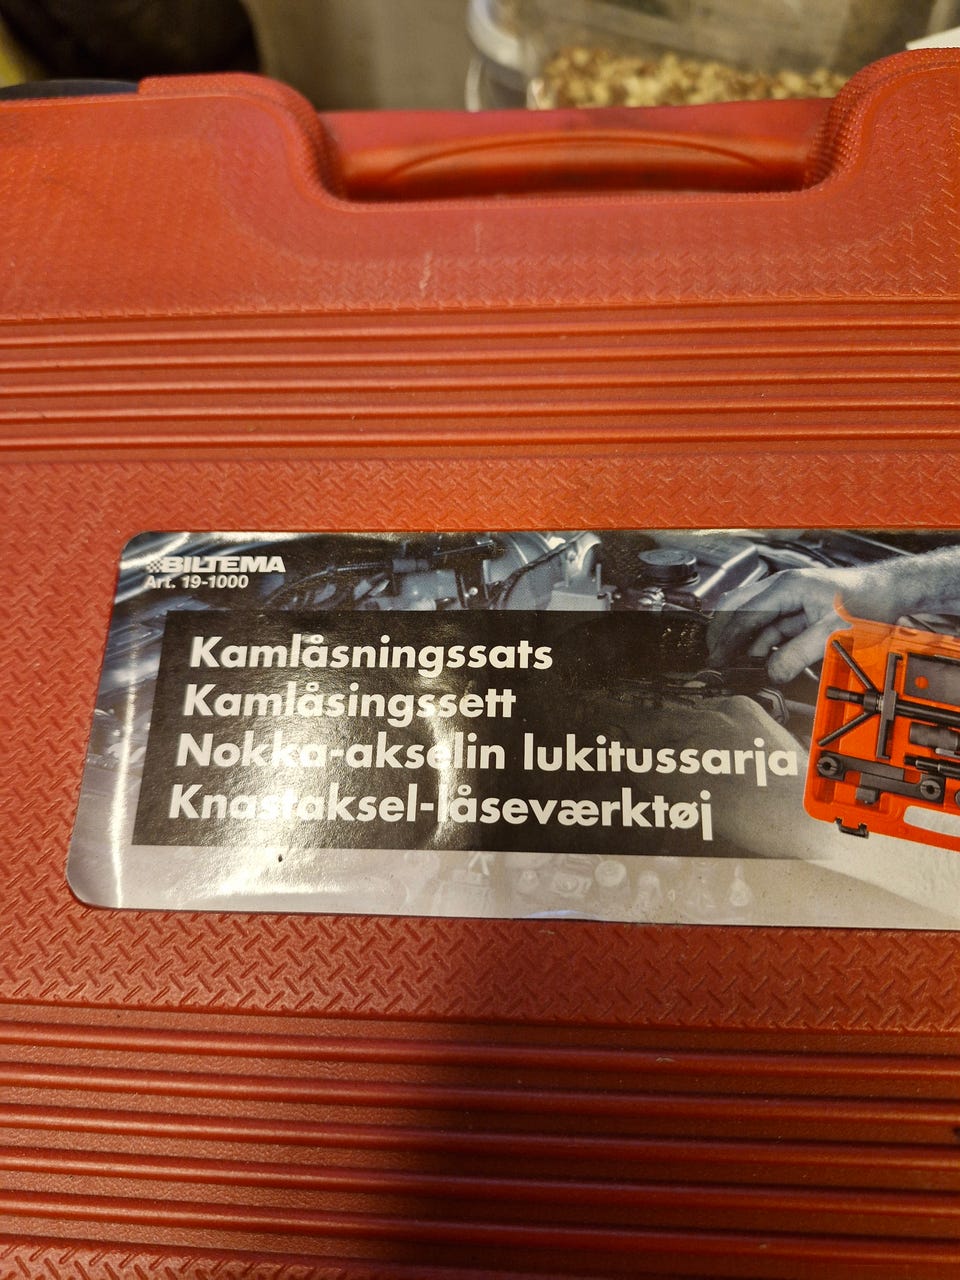 BILTEMA
Art. 19-1000
Kamlåsningssats
Kamlåsingssett
Nokka-akselin lukitussarja
Knastaksel-låseværktøj